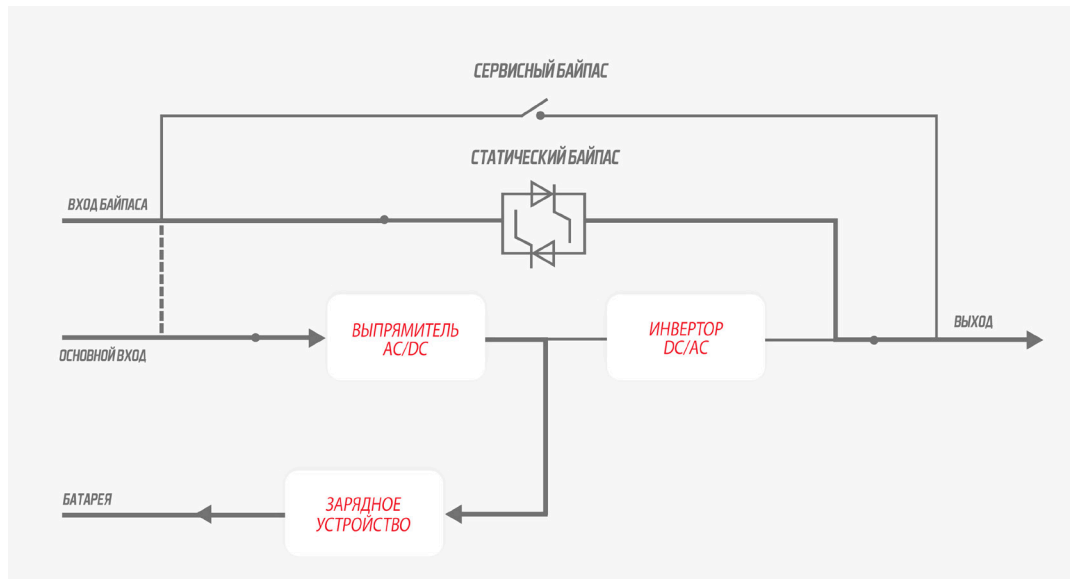 СЕРВИСНЫЙ БАЙПАС
СТАТИЧЕСКИЙ БАЙПАС
ВХОД БАЙПАСА
ВЫПРЯМИТЕЛЬ
AC/DC
ИНВЕРТОР
DC/AC
ВЫХОД
ОСНОВНОЙ ВХОД
БАТАРЕЯ
ЗАРЯДНОЕ
УСТРОЙСТВО